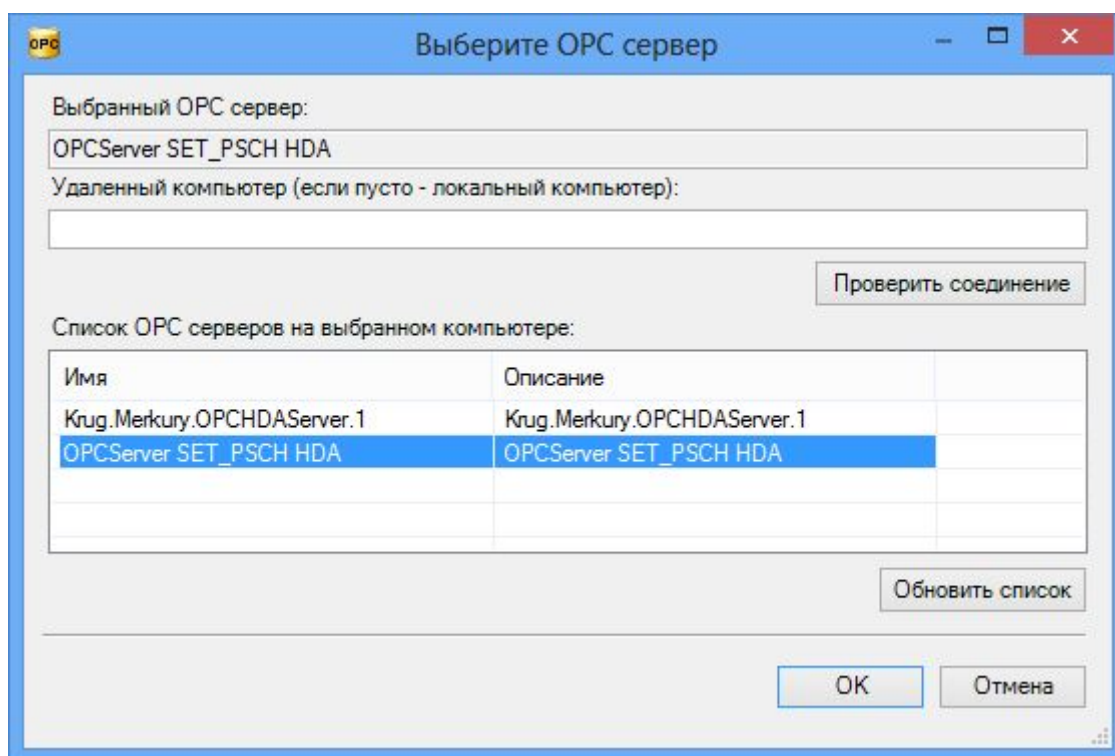 OPC
Выберите OPC сервер
Выбранный OPC сервер:
OPCServer SET_PSCH HDA
Удаленный компьютер (если пусто - локальный компьютер):
Проверить соединение
Список OPC серверов на выбранном компьютере:
Имя Описание
Krug.Merkury.OPCHDAServer.1 Krug.Merkury.OPCHDAServer.1
OPCServer SET_PSCH HDA OPCServer SET_PSCH HDA
Обновить список
OK Отмена